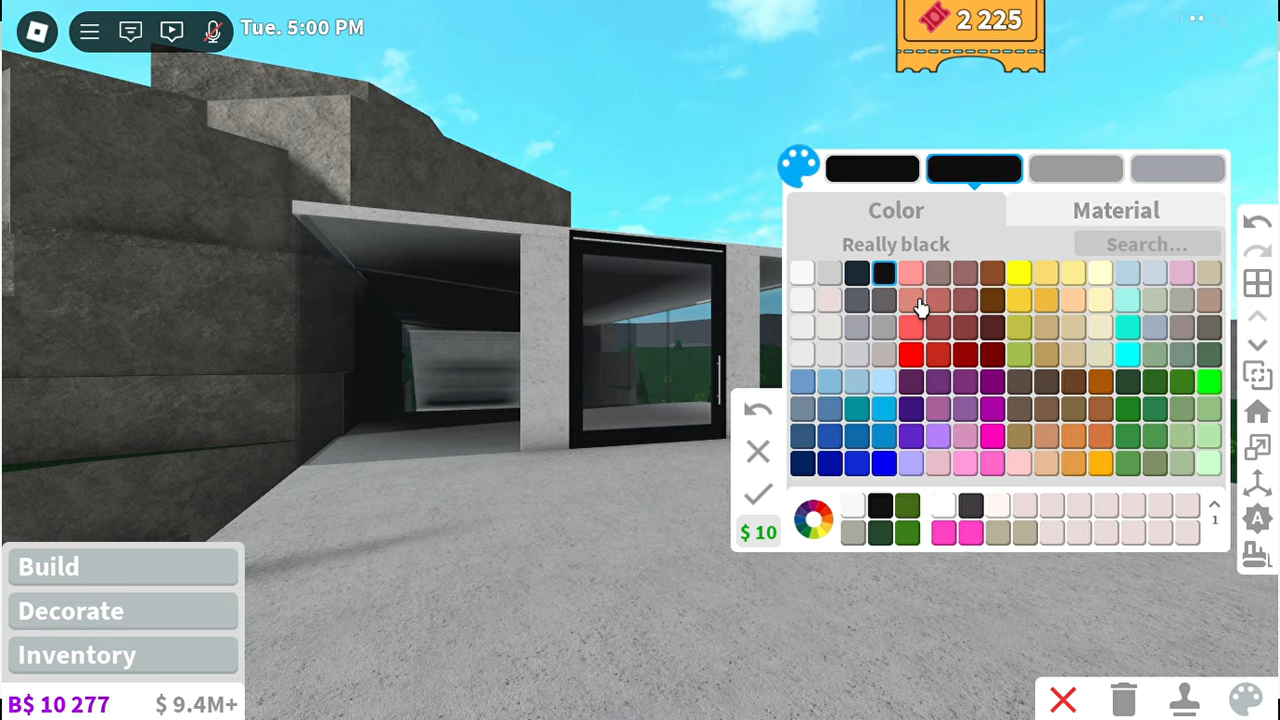 Tue. 5:00 PM
2 225
Color
Material
Really black
Search...
$ 10
1
A
Build
Decorate
Inventory
B$ 10 277
$ 9.4M+